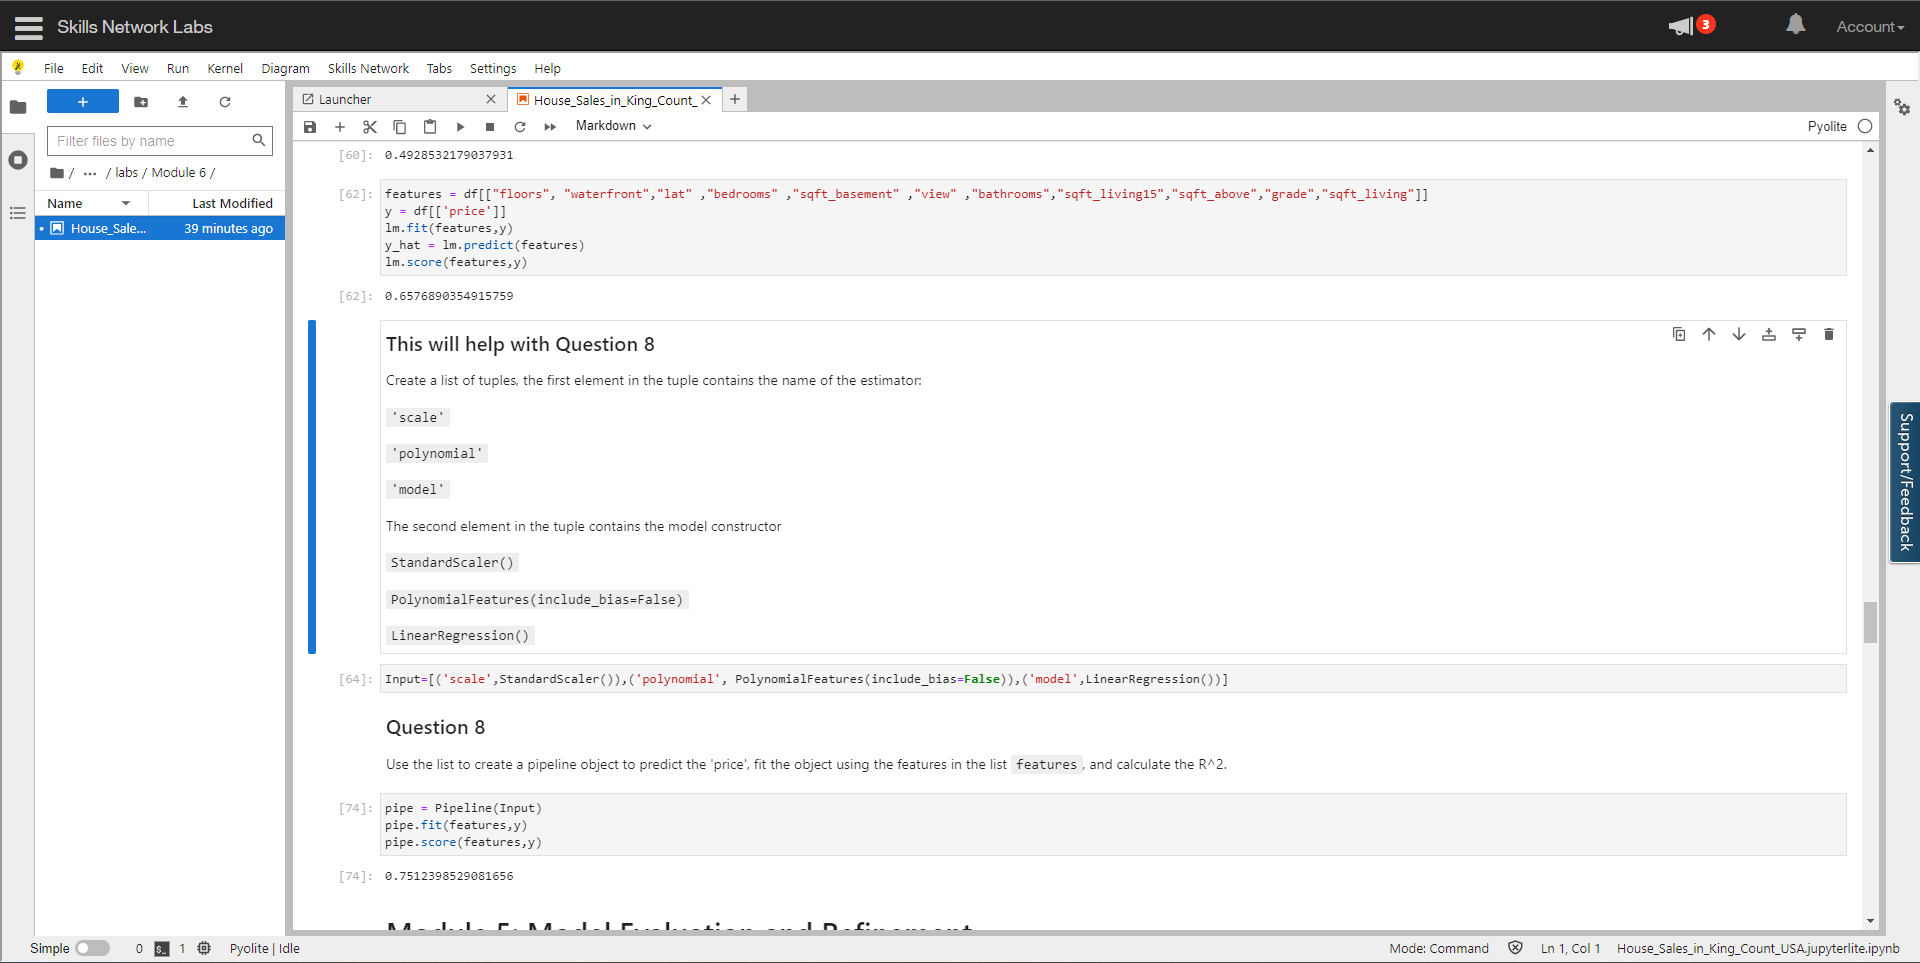 Skills Network Labs
3
Account
File Edit View Run Kernel Diagram Skills Network Tabs Settings Help
Launcher
House_Sales_in_King_Count_
Filter files by name
Markdown
Pyolite
/ ... / labs / Module 6 /
Name Last Modified
House_Sale... 39 minutes ago
[60]: 0.4928532179037931
[62]: features = df[["floors", "waterfront","lat" ,"bedrooms" ,"sqft_basement" ,"view" ,"bathrooms","sqft_living15","sqft_above","grade","sqft_living"]]
y = df[['price']]
lm.fit(features,y)
y_hat = lm.predict(features)
lm.score(features,y)
[62]: 0.6576890354915759
This will help with Question 8
Create a list of tuples, the first element in the tuple contains the name of the estimator:
'scale'
'polynomial'
'model'
The second element in the tuple contains the model constructor
StandardScaler()
PolynomialFeatures(include_bias=False)
LinearRegression()
[64]: Input=[('scale',StandardScaler()),('polynomial', PolynomialFeatures(include_bias=False)),('model',LinearRegression())]
Question 8
Use the list to create a pipeline object to predict the 'price', fit the object using the features in the list features, and calculate the R^2.
[74]: pipe = Pipeline(Input)
pipe.fit(features,y)
pipe.score(features,y)
[74]: 0.7512398529081656
Module 5: Model Evaluation and Refinement
Support/Feedback
Simple 0 1 Pyolite | Idle
Mode: Command Ln 1, Col 1 House_Sales_in_King_Count_USA.jupyterlite.ipynb